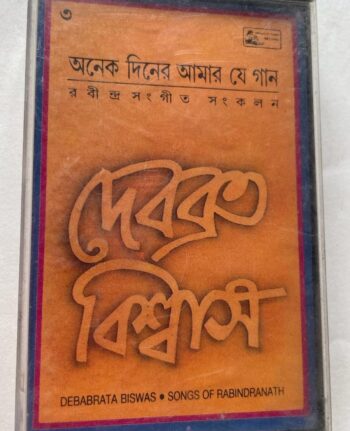 ৩
অনেক দিনের আমার যে গান
রবীন্দ্র সংগীত সংকলন
দেবব্রত
বিশ্বাস
DEBABRATA BISWAS • SONGS OF RABINDRANATH